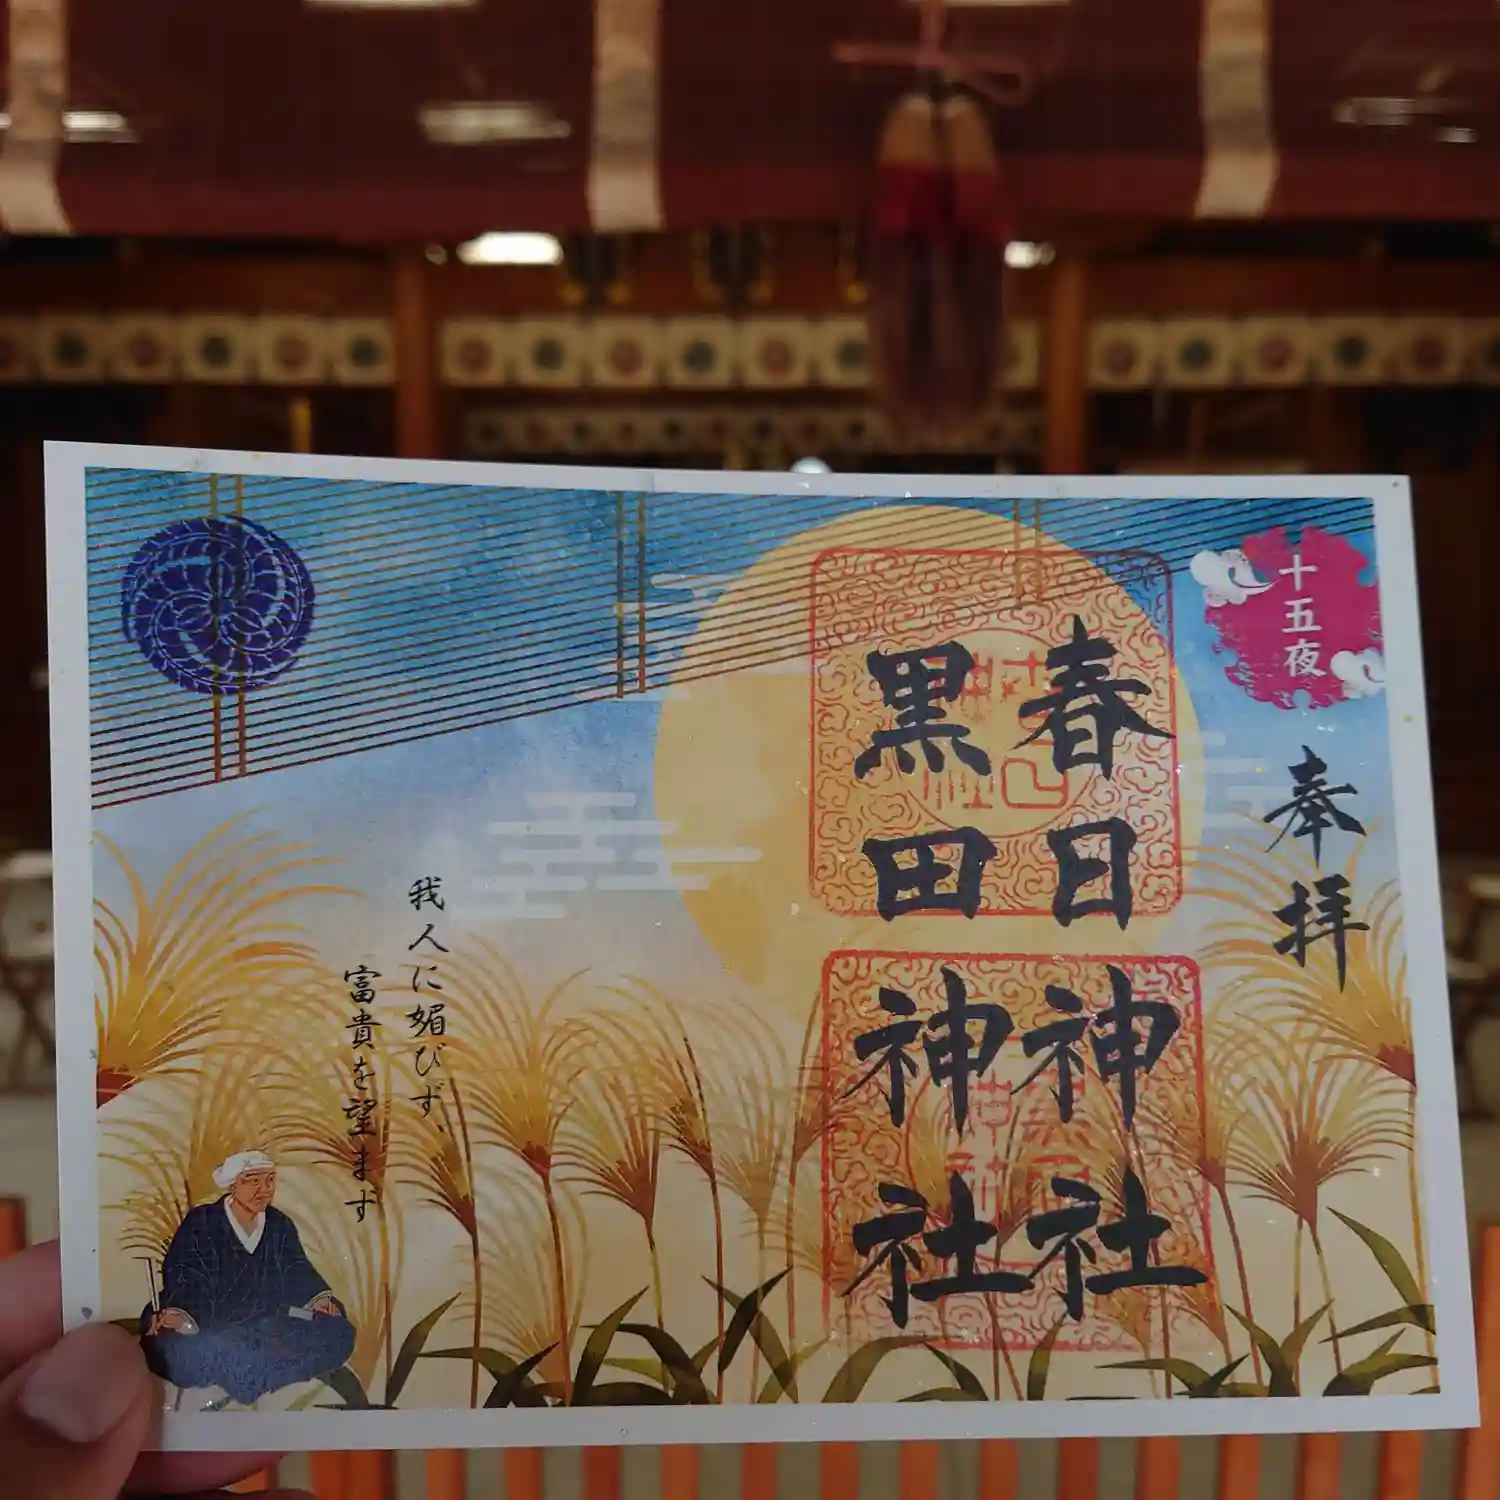 十五夜
奉拝
春日神社
黒田神社
我人に媚びず、
富貴を望まず